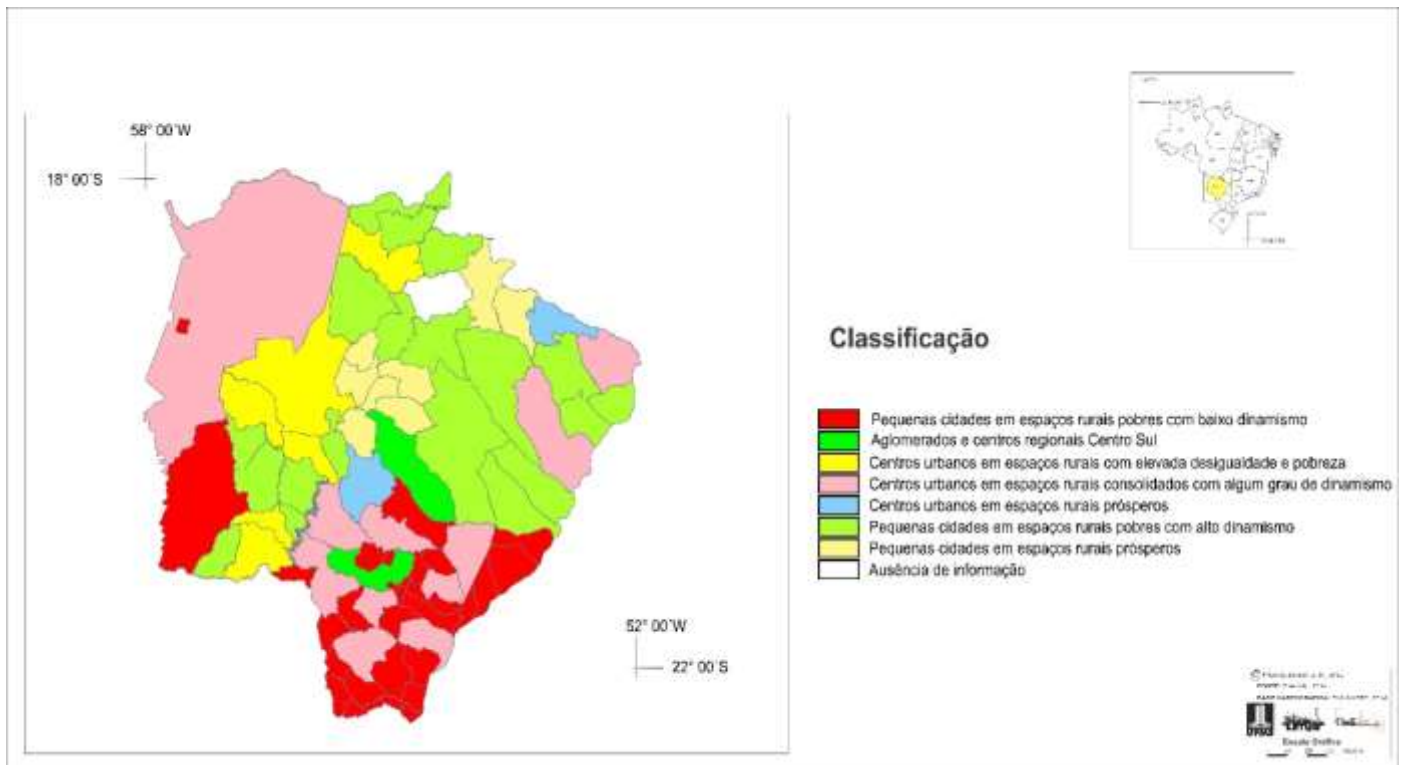 58° 00´W
18° 00´S
Classificação
Pequenas cidades em espaços rurais pobres com baixo dinamismo
Aglomerados e centros regionais Centro Sul
Centros urbanos em espaços rurais com elevada desigualdade e pobreza
Centros urbanos em espaços rurais consolidados com algum grau de dinamismo
Centros urbanos em espaços rurais prósperos
Pequenas cidades em espaços rurais pobres com alto dinamismo
Pequenas cidades em espaços rurais prósperos
Ausência de informação
52° 00´W
22° 00´S
Escala Gráfica